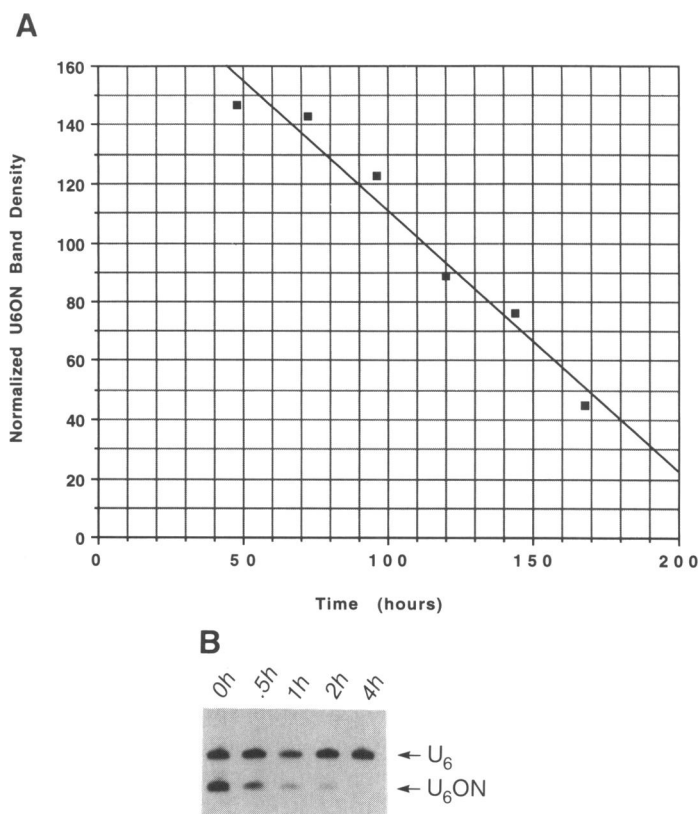 A
Normalized U6ON Band Density
160
140
120
100
80
60
40
20
0
0 50 100 150 200
Time (hours)
B
0h .5h 1h 2h 4h
← U₆
← U₆ON